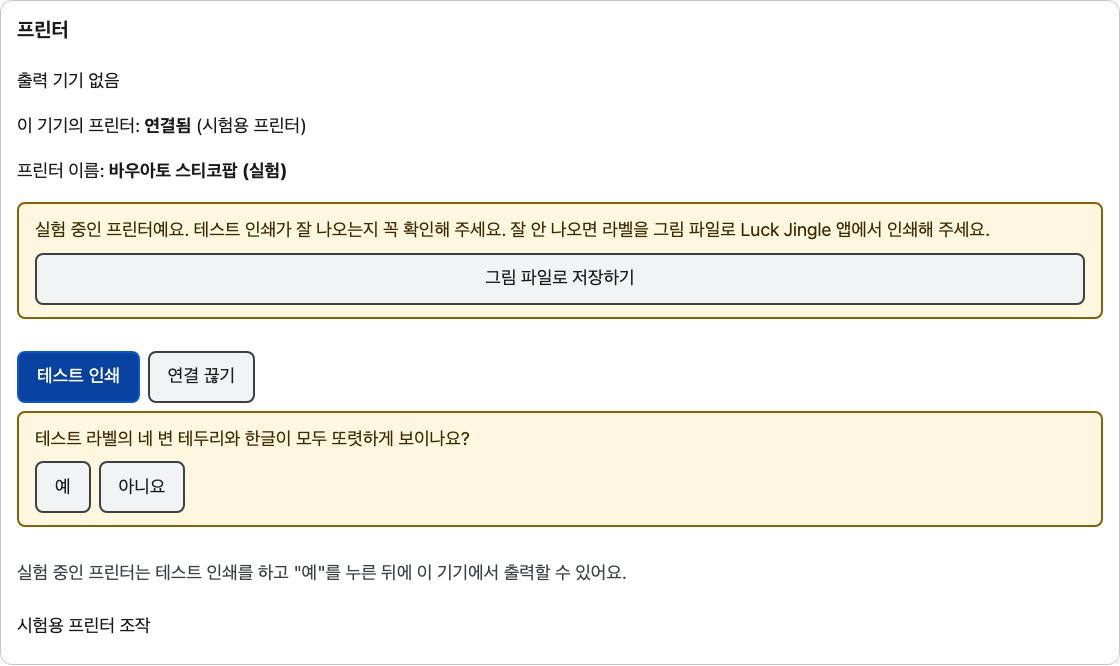 프린터
출력 기기 없음
이 기기의 프린터: 연결됨 (시험용 프린터)
프린터 이름: 바우아토 스티코팝 (실험)
실험 중인 프린터예요. 테스트 인쇄가 잘 나오는지 꼭 확인해 주세요. 잘 안 나오면 라벨을 그림 파일로 Luck Jingle 앱에서 인쇄해 주세요.
그림 파일로 저장하기
테스트 인쇄 연결 끊기
테스트 라벨의 네 변 테두리와 한글이 모두 또렷하게 보이나요?
예 아니요
실험 중인 프린터는 테스트 인쇄를 하고 "예"를 누른 뒤에 이 기기에서 출력할 수 있어요.
시험용 프린터 조작